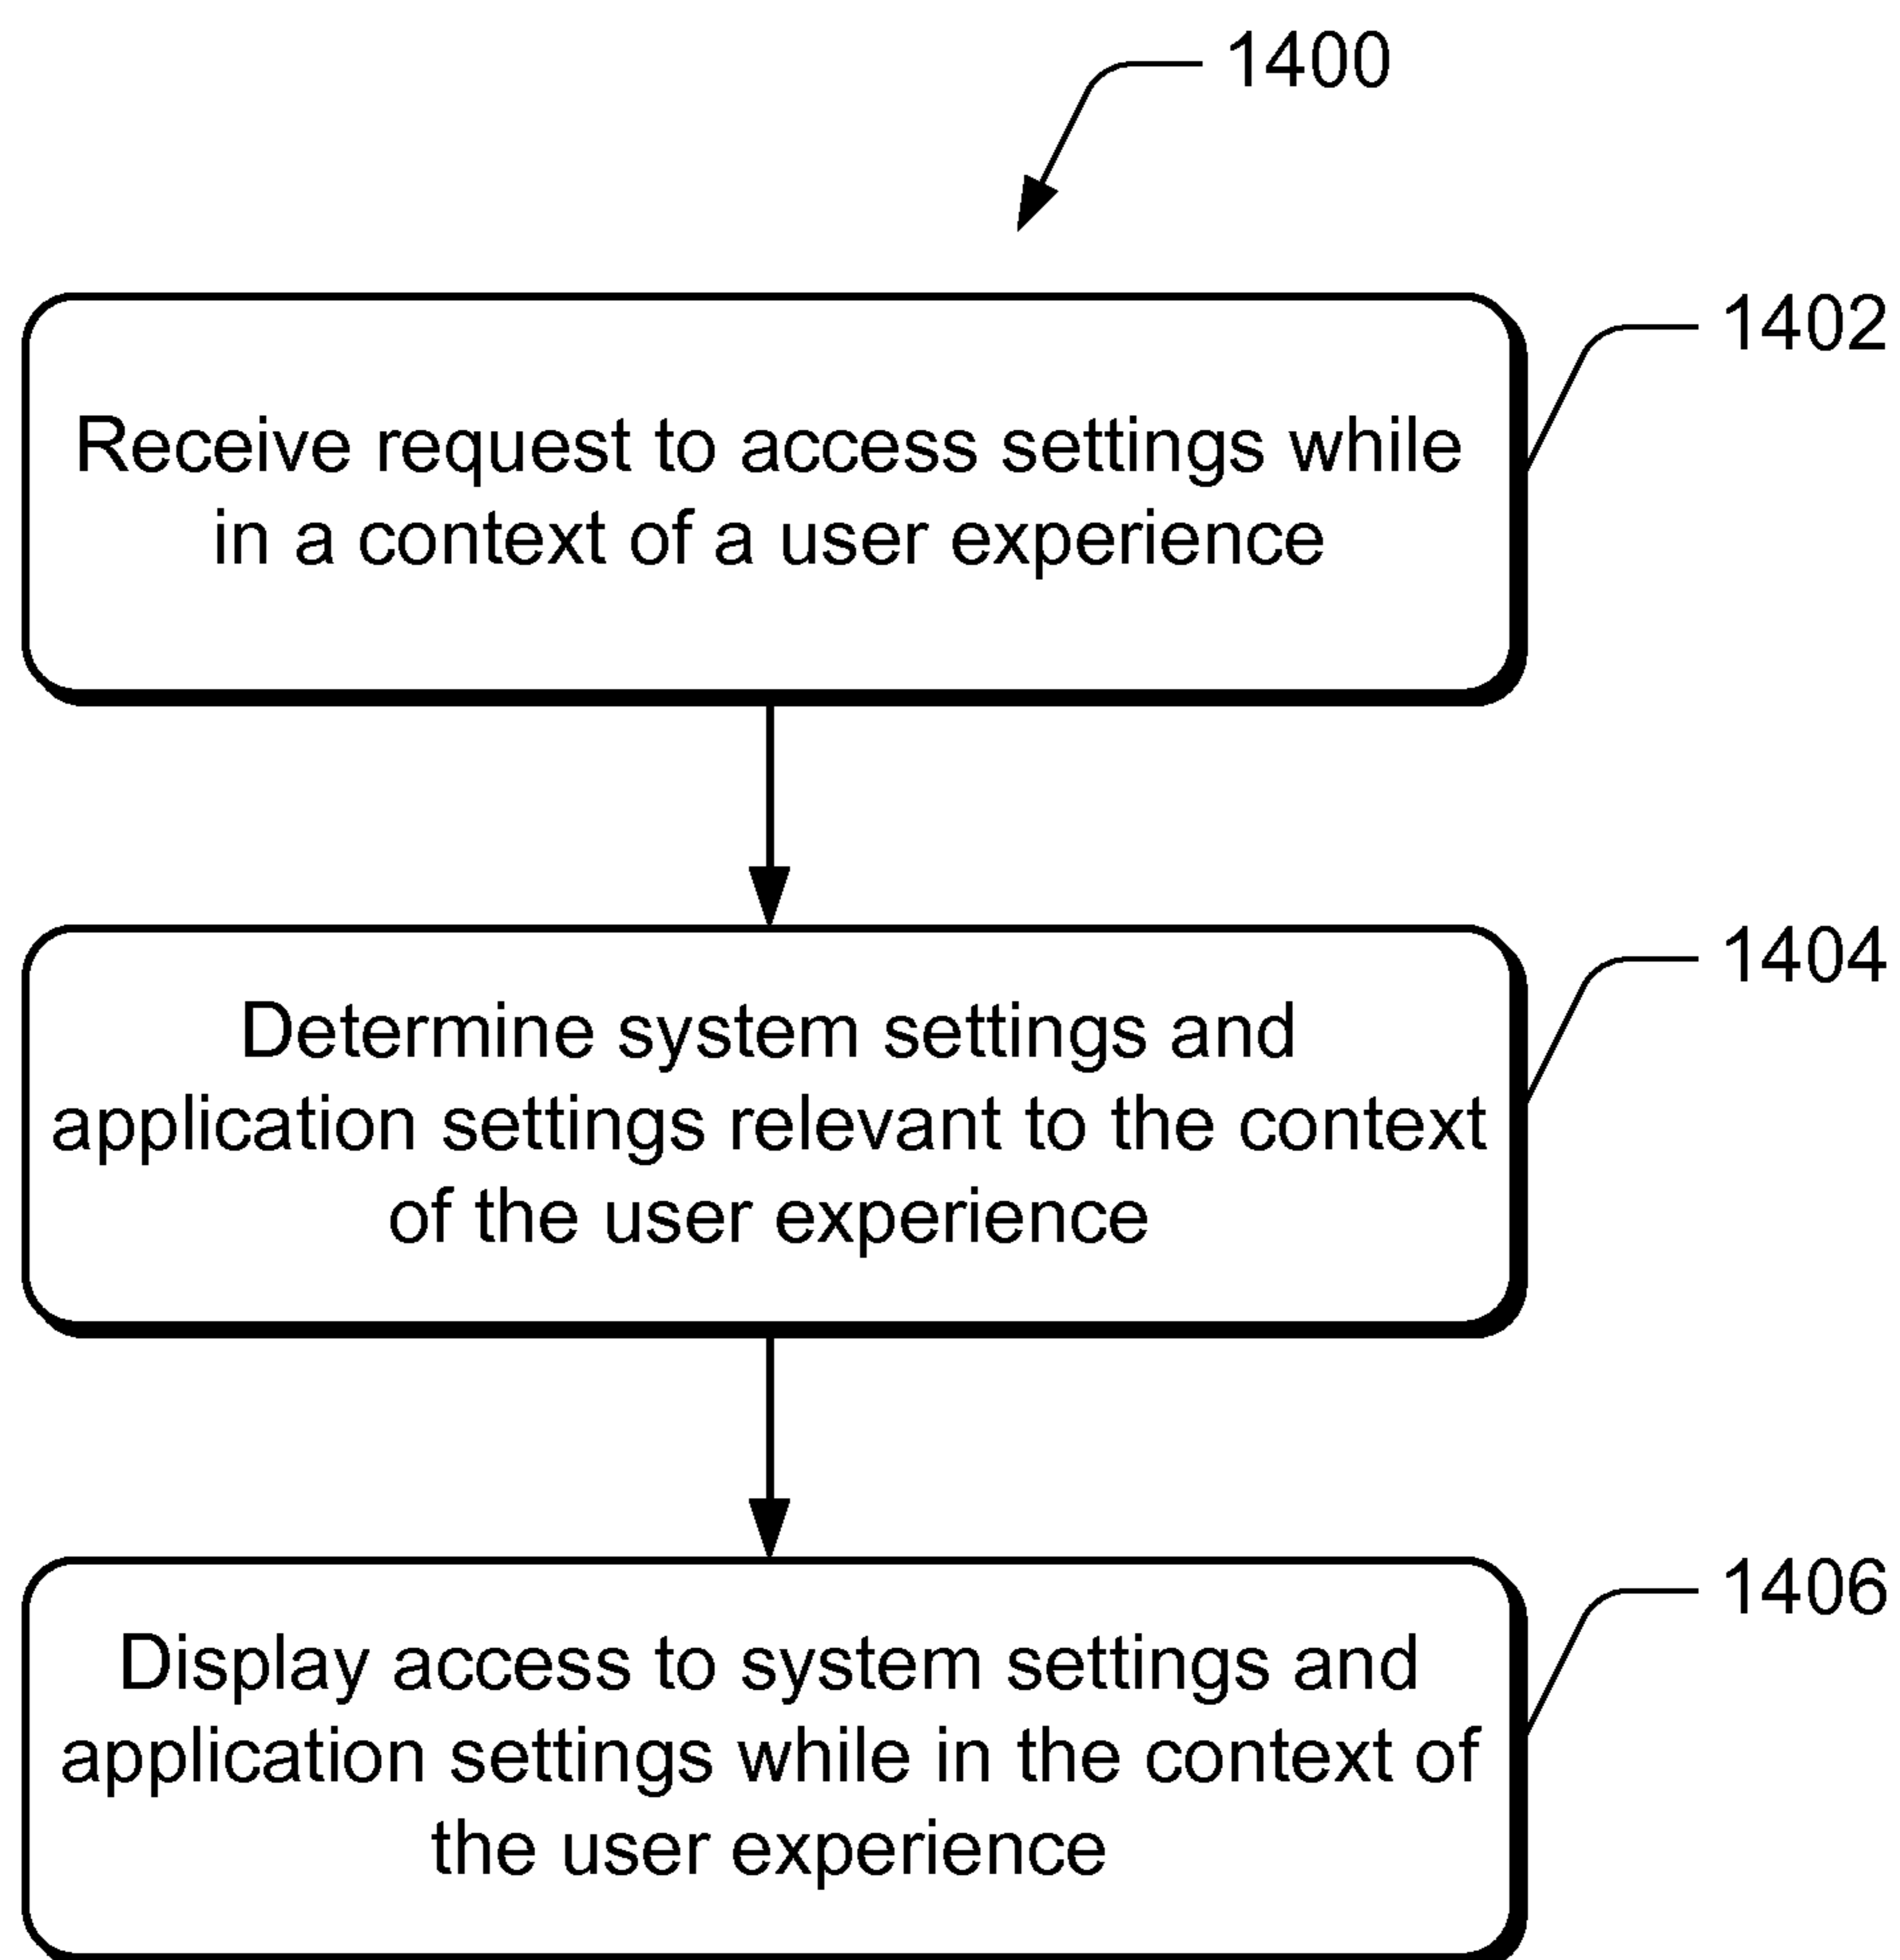 1400
1402
Receive request to access settings while
in a context of a user experience
1404
Determine system settings and
application settings relevant to the context
of the user experience
1406
Display access to system settings and
application settings while in the context of
the user experience